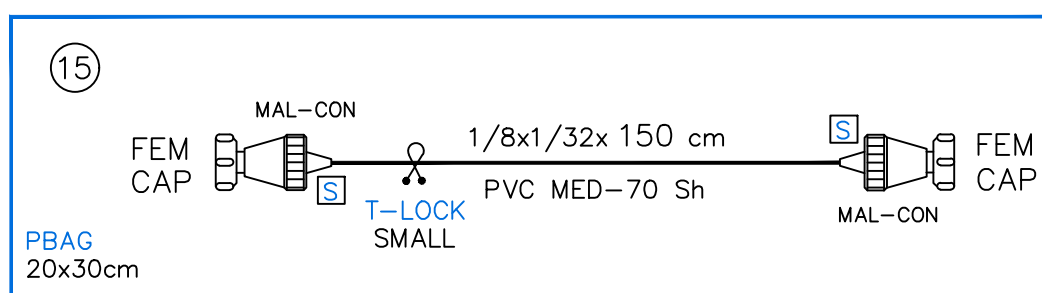 15
MAL-CON
FEM
CAP
S
1/8x1/32x 150 cm
PVC MED-70 Sh
T-LOCK
SMALL
S
FEM
CAP
MAL-CON
PBAG
20x30cm